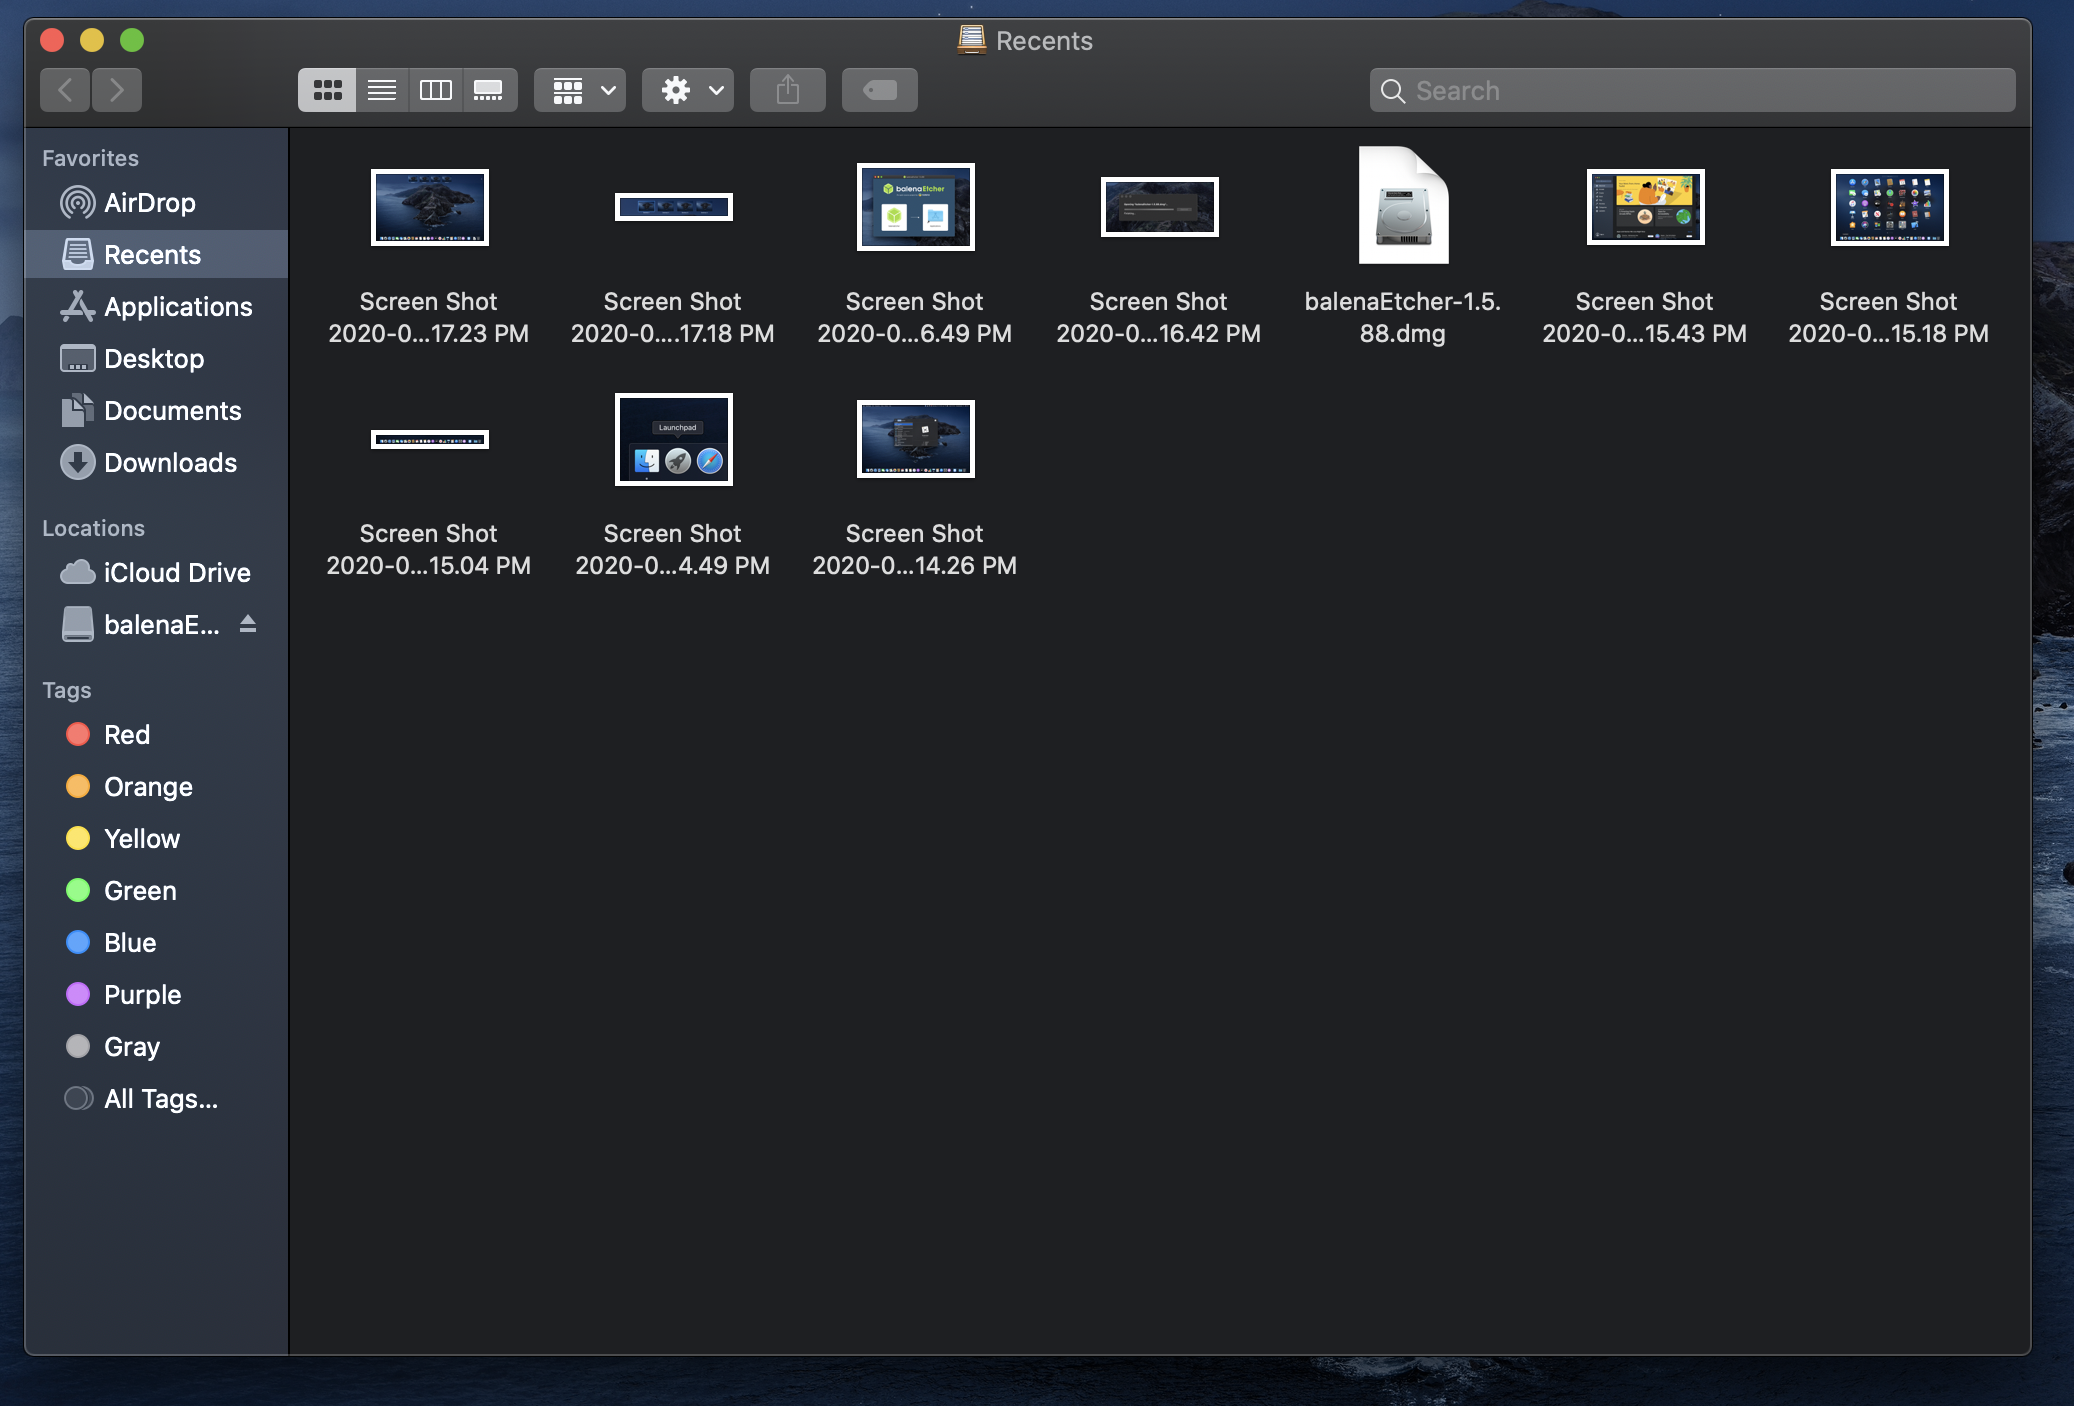 Recents
Search
Favorites
AirDrop
Recents
Applications
Desktop
Documents
Downloads
Locations
iCloud Drive
balenaE...
Tags
Red
Orange
Yellow
Green
Blue
Purple
Gray
All Tags...
balenaEtcher
Screen Shot
2020-0...17.23 PM
Screen Shot
2020-0....17.18 PM
Screen Shot
2020-0...6.49 PM
Screen Shot
2020-0...16.42 PM
balenaEtcher-1.5.
88.dmg
Screen Shot
2020-0...15.43 PM
Screen Shot
2020-0...15.18 PM
Launchpad
Screen Shot
2020-0...15.04 PM
Screen Shot
2020-0...4.49 PM
Screen Shot
2020-0...14.26 PM